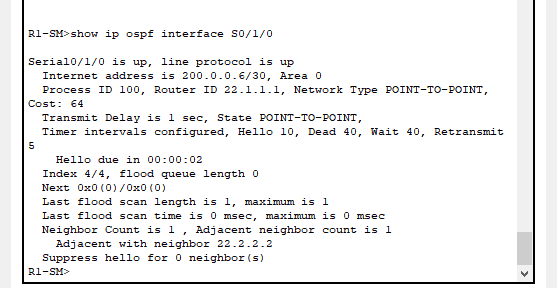 R1-SM>show ip ospf interface S0/1/0
Serial0/1/0 is up, line protocol is up
Internet address is 200.0.0.6/30, Area 0
Process ID 100, Router ID 22.1.1.1, Network Type POINT-TO-POINT,
Cost: 64
Transmit Delay is 1 sec, State POINT-TO-POINT,
Timer intervals configured, Hello 10, Dead 40, Wait 40, Retransmit
5
Hello due in 00:00:02
Index 4/4, flood queue length 0
Next 0x0(0)/0x0(0)
Last flood scan length is 1, maximum is 1
Last flood scan time is 0 msec, maximum is 0 msec
Neighbor Count is 1 , Adjacent neighbor count is 1
Adjacent with neighbor 22.2.2.2
Suppress hello for 0 neighbor(s)
R1-SM>